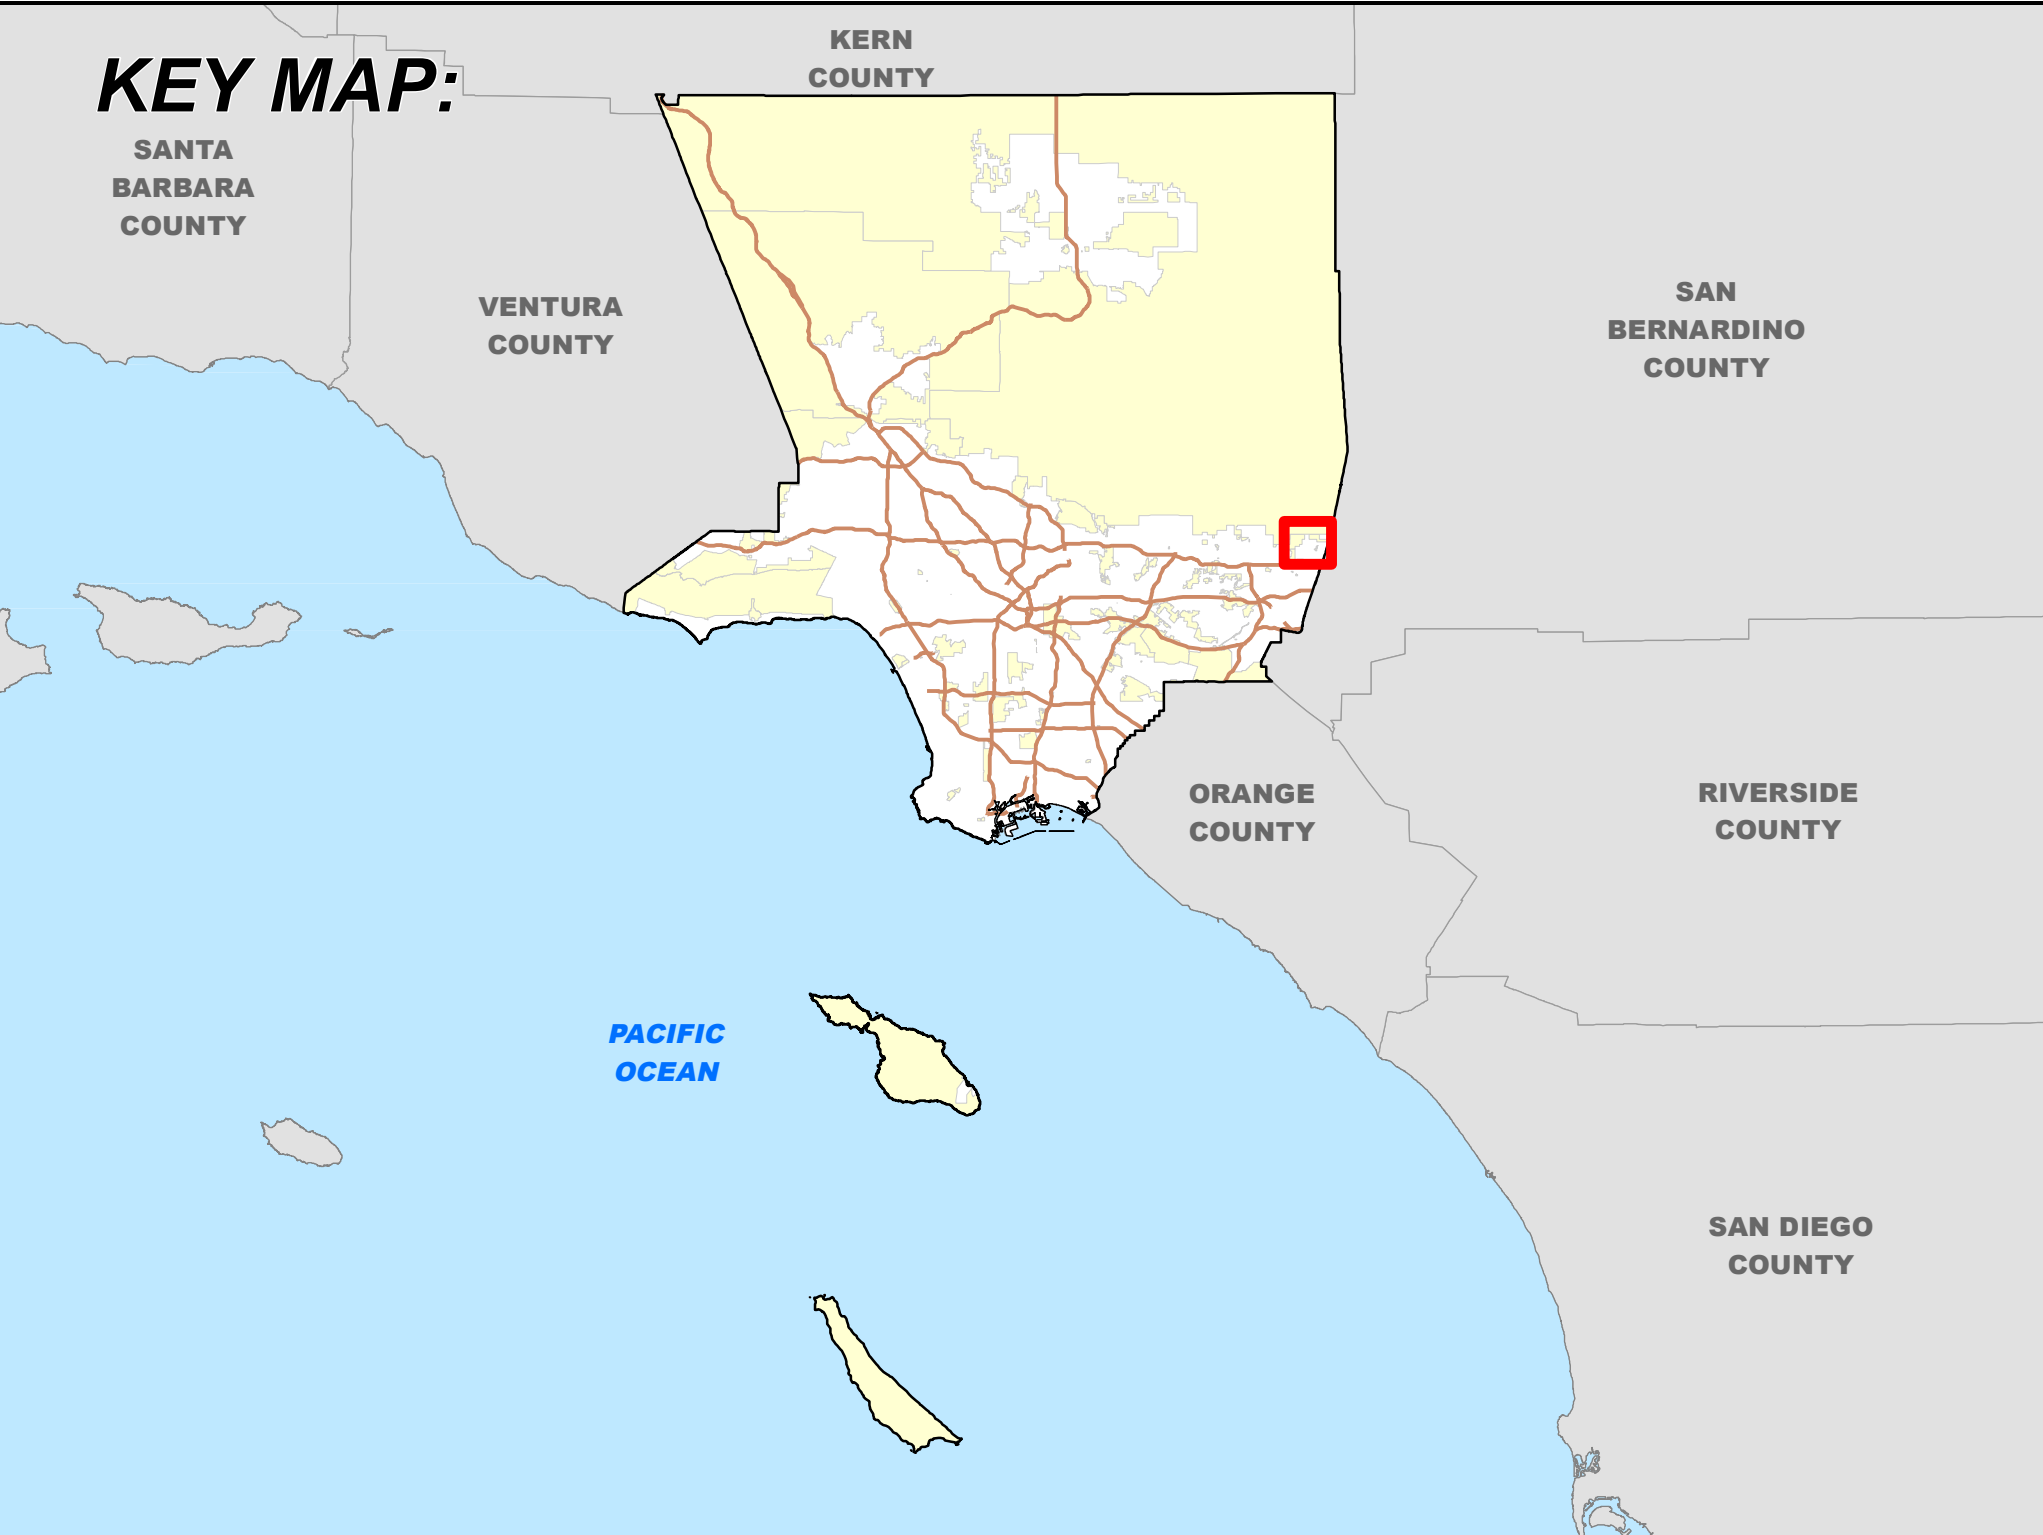 KEY MAP:
KERN
COUNTY
SANTA
BARBARA
COUNTY
VENTURA
COUNTY
SAN
BERNARDINO
COUNTY
ORANGE
COUNTY
RIVERSIDE
COUNTY
PACIFIC
OCEAN
SAN DIEGO
COUNTY